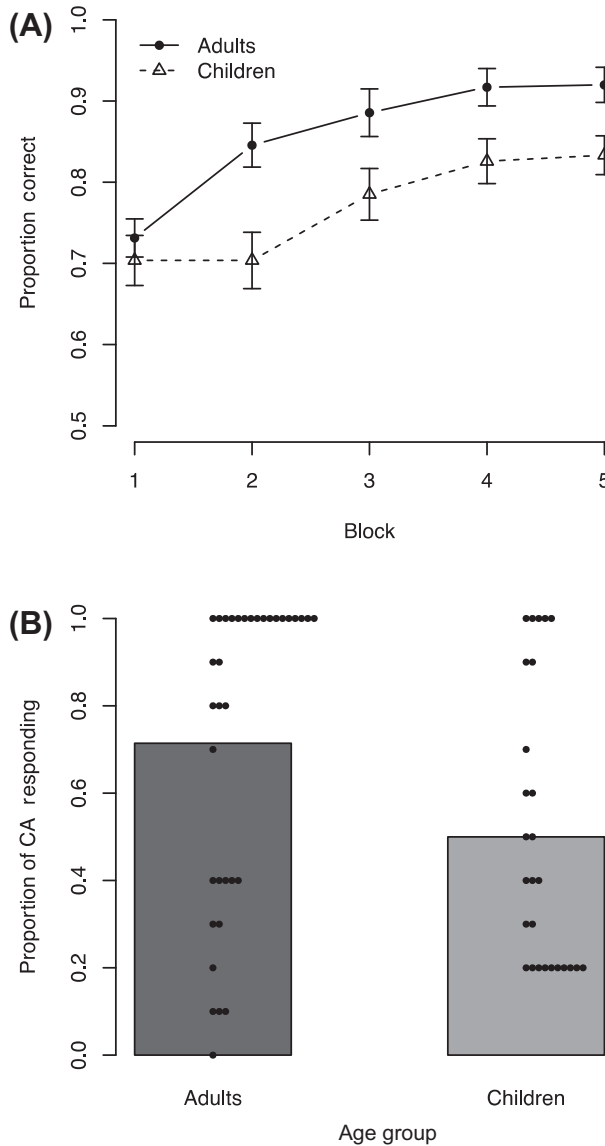 (A)
Adults
Children
Proportion correct
1.0
0.9
0.8
0.7
0.6
0.5
1 2 3 4 5
Block
(B)
Proportion of CA responding
1.0
0.8
0.6
0.4
0.2
0.0
Adults Children
Age group